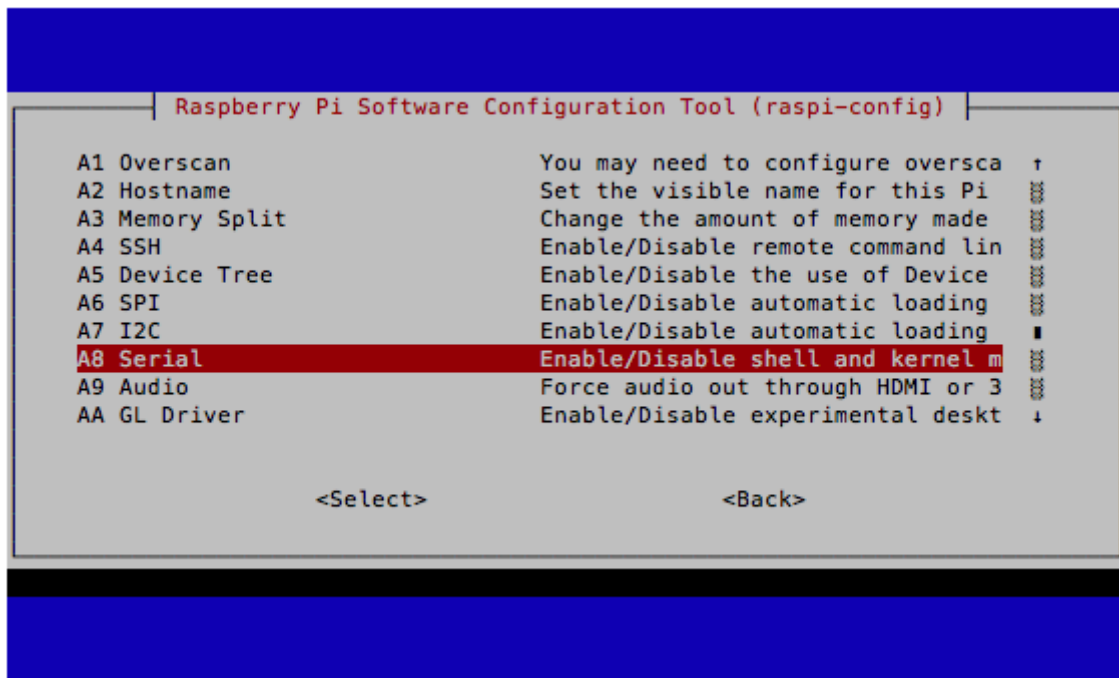 Raspberry Pi Software Configuration Tool (raspi-config)
A1 Overscan You may need to configure oversca
A2 Hostname Set the visible name for this Pi
A3 Memory Split Change the amount of memory made
A4 SSH Enable/Disable remote command lin
A5 Device Tree Enable/Disable the use of Device
A6 SPI Enable/Disable automatic loading
A7 I2C Enable/Disable automatic loading
A8 Serial Enable/Disable shell and kernel m
A9 Audio Force audio out through HDMI or 3
AA GL Driver Enable/Disable experimental deskt
<Select> <Back>